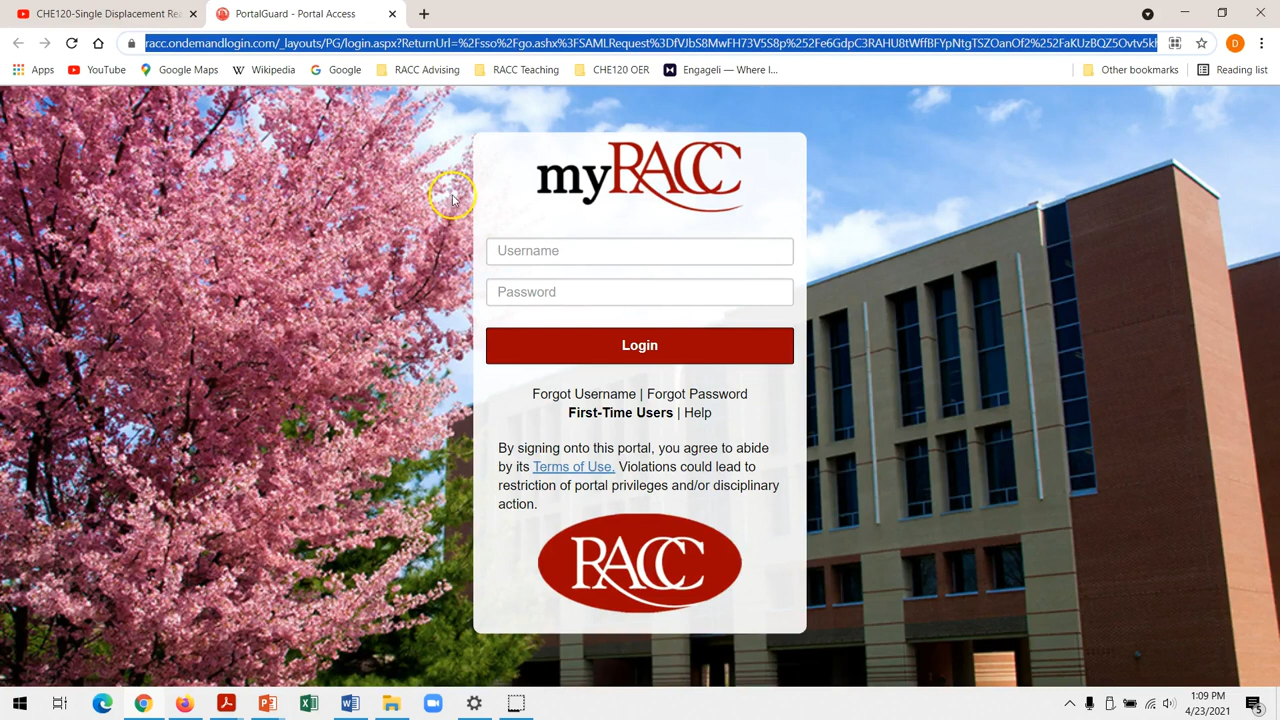 CHE120-Single Displacement Rea
PortalGuard - Portal Access
racc.ondemandlogin.com/_layouts/PG/login.aspx?ReturnUrl=%2Fsso%2Fgo.ashx%3FSAMLRequest%3DfVJbS8MwFH73V5S8p%252Fe6GdpC3RAHU8tWffBFYpNtgTSZOanOf2%252FaKUzBQZ5Ovtv5kh
D
Apps
YouTube
Google Maps
Wikipedia
Google
RACC Advising
RACC Teaching
CHE120 OER
Engageli — Where l...
Other bookmarks
Reading list
myRACC
Username
Password
Login
Forgot Username | Forgot Password
First-Time Users | Help
By signing onto this portal, you agree to abide
by its Terms of Use. Violations could lead to
restriction of portal privileges and/or disciplinary
action.
RACC
1:09 PM
4/23/2021
5